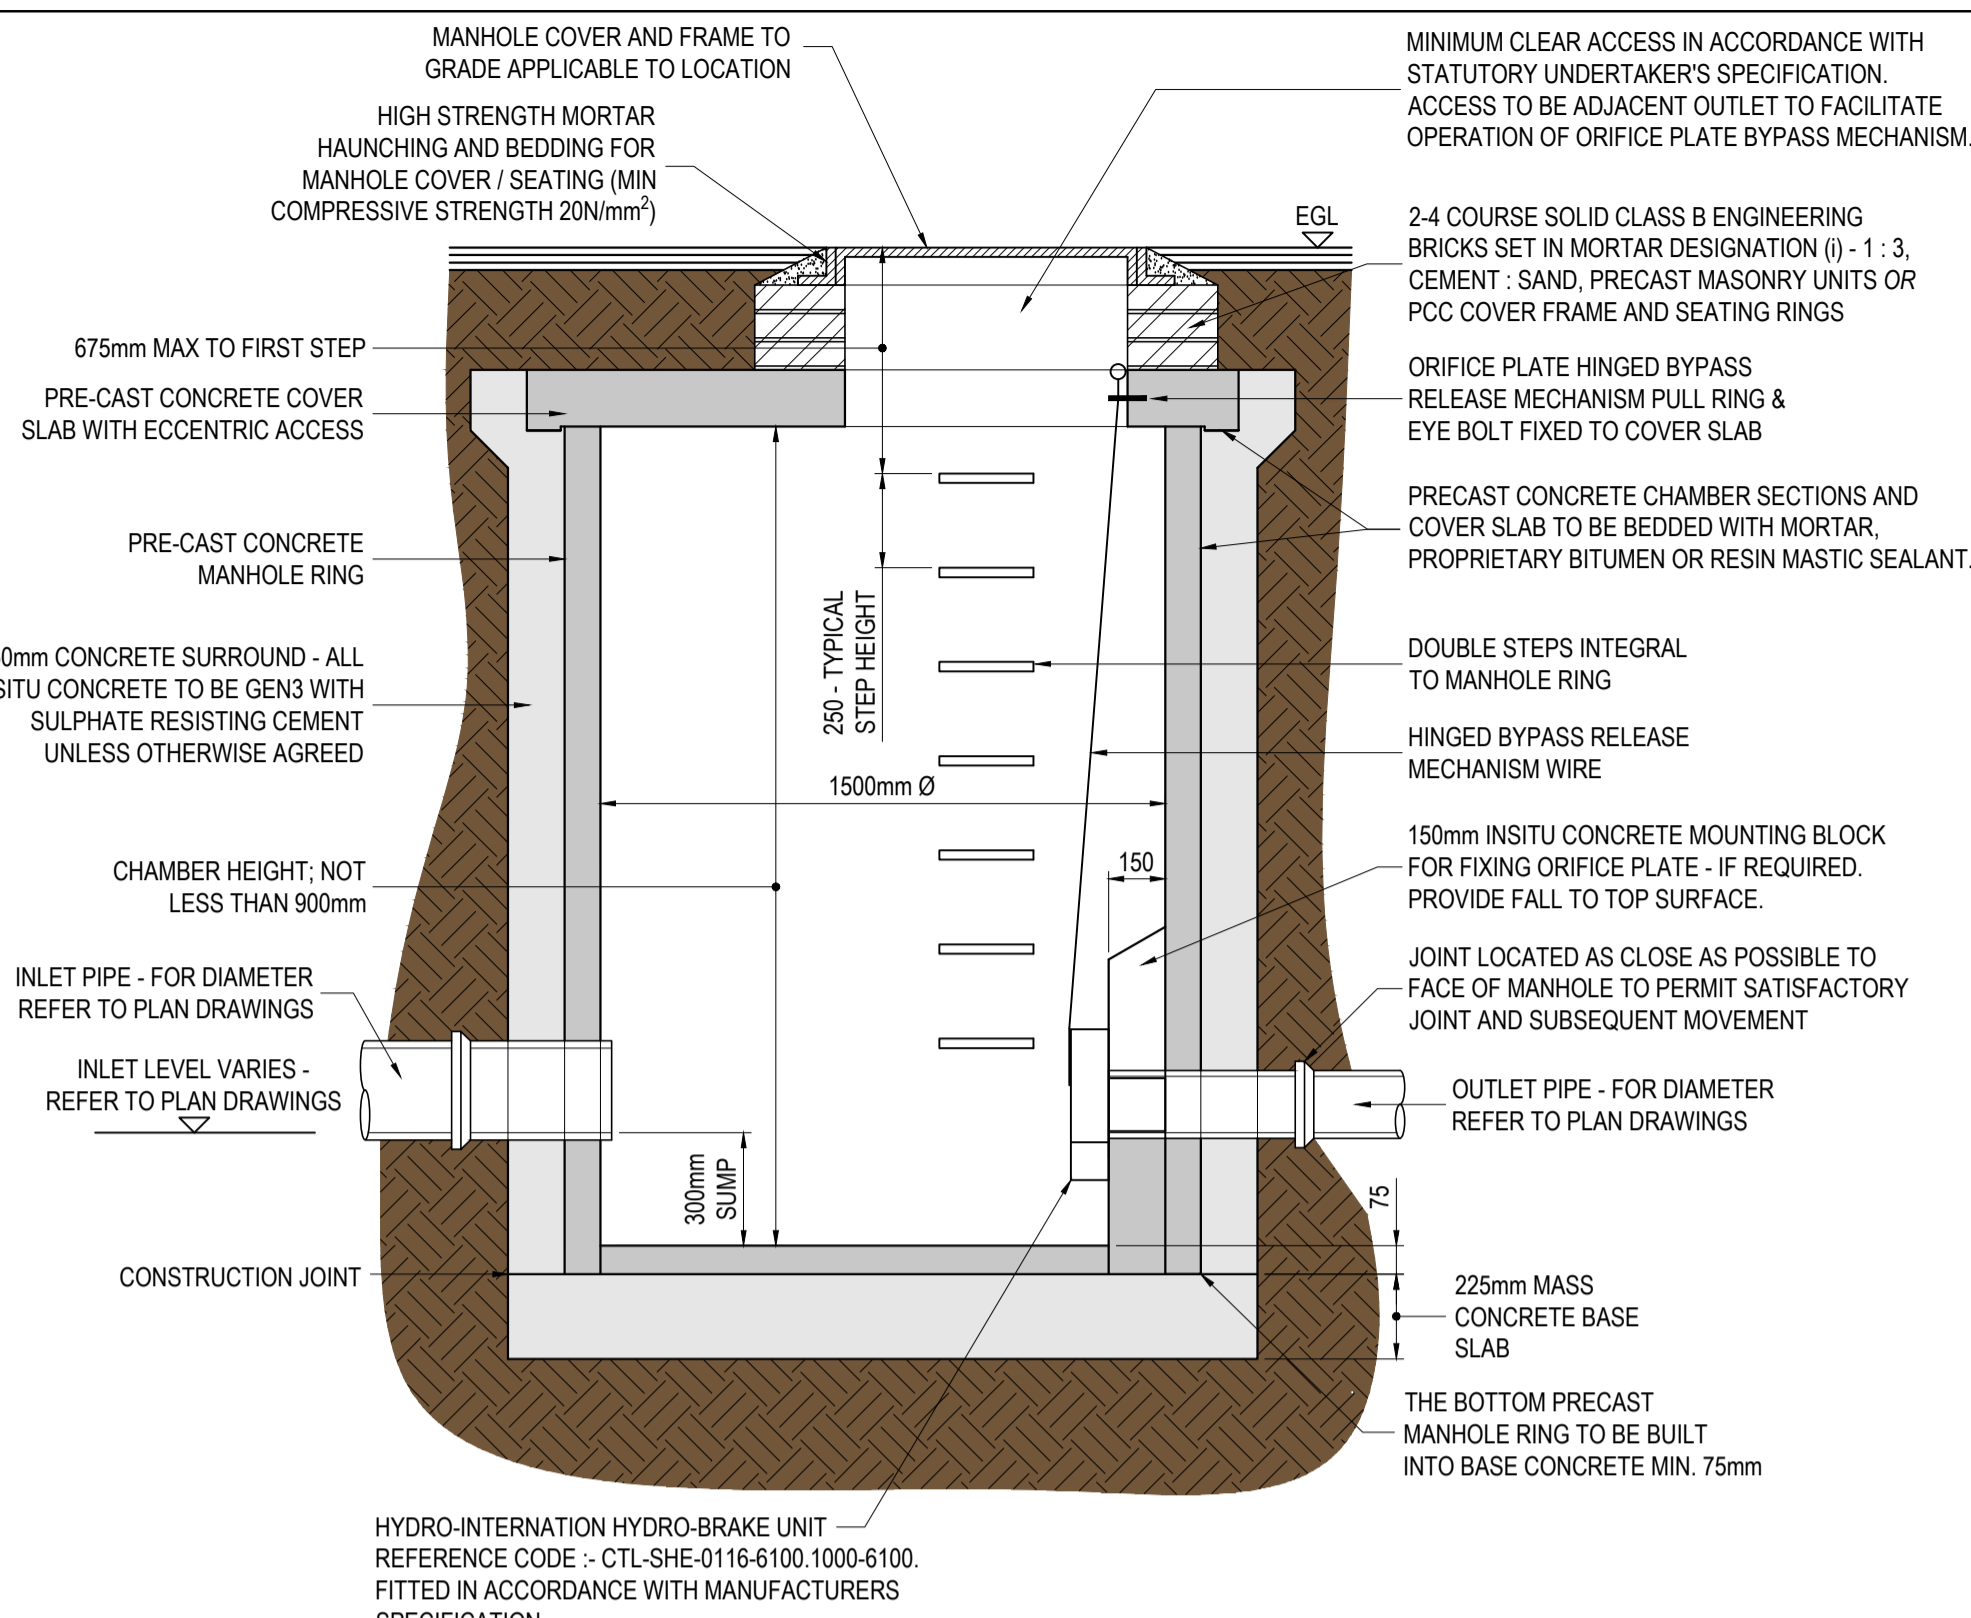 MANHOLE COVER AND FRAME TO
GRADE APPLICABLE TO LOCATION
HIGH STRENGTH MORTAR
HAUNCHING AND BEDDING FOR
MANHOLE COVER / SEATING (MIN
COMPRESSIVE STRENGTH 20N/mm²)
675mm MAX TO FIRST STEP
PRE-CAST CONCRETE COVER
SLAB WITH ECCENTRIC ACCESS
PRE-CAST CONCRETE
MANHOLE RING
0mm CONCRETE SURROUND - ALL
SITU CONCRETE TO BE GEN3 WITH
SULPHATE RESISTING CEMENT
UNLESS OTHERWISE AGREED
CHAMBER HEIGHT; NOT
LESS THAN 900mm
INLET PIPE - FOR DIAMETER
REFER TO PLAN DRAWINGS
INLET LEVEL VARIES -
REFER TO PLAN DRAWINGS
CONSTRUCTION JOINT
250 - TYPICAL
STEP HEIGHT
1500mm Ø
150
300mm
SUMP
EGL
MINIMUM CLEAR ACCESS IN ACCORDANCE WITH
STATUTORY UNDERTAKER'S SPECIFICATION.
ACCESS TO BE ADJACENT OUTLET TO FACILITATE
OPERATION OF ORIFICE PLATE BYPASS MECHANISM.
2-4 COURSE SOLID CLASS B ENGINEERING
BRICKS SET IN MORTAR DESIGNATION (i) - 1 : 3,
CEMENT : SAND, PRECAST MASONRY UNITS OR
PCC COVER FRAME AND SEATING RINGS
ORIFICE PLATE HINGED BYPASS
RELEASE MECHANISM PULL RING &
EYE BOLT FIXED TO COVER SLAB
PRECAST CONCRETE CHAMBER SECTIONS AND
COVER SLAB TO BE BEDDED WITH MORTAR,
PROPRIETARY BITUMEN OR RESIN MASTIC SEALANT.
DOUBLE STEPS INTEGRAL
TO MANHOLE RING
HINGED BYPASS RELEASE
MECHANISM WIRE
150mm INSITU CONCRETE MOUNTING BLOCK
FOR FIXING ORIFICE PLATE - IF REQUIRED.
PROVIDE FALL TO TOP SURFACE.
JOINT LOCATED AS CLOSE AS POSSIBLE TO
FACE OF MANHOLE TO PERMIT SATISFACTORY
JOINT AND SUBSEQUENT MOVEMENT
OUTLET PIPE - FOR DIAMETER
REFER TO PLAN DRAWINGS
75
225mm MASS
CONCRETE BASE
SLAB
THE BOTTOM PRECAST
MANHOLE RING TO BE BUILT
INTO BASE CONCRETE MIN. 75mm
HYDRO-INTERNATION HYDRO-BRAKE UNIT
REFERENCE CODE :- CTL-SHE-0116-6100.1000-6100.
FITTED IN ACCORDANCE WITH MANUFACTURERS
SPECIFICATION